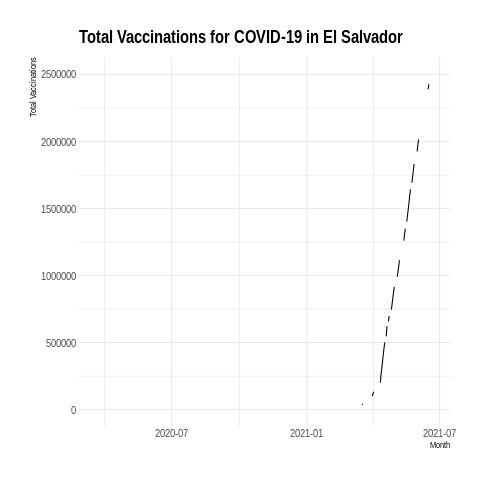 Total Vaccinations for COVID-19 in El Salvador
Total Vaccinations
2500000
2000000
1500000
1000000
500000
0
2020-07 2021-01 2021-07
Month